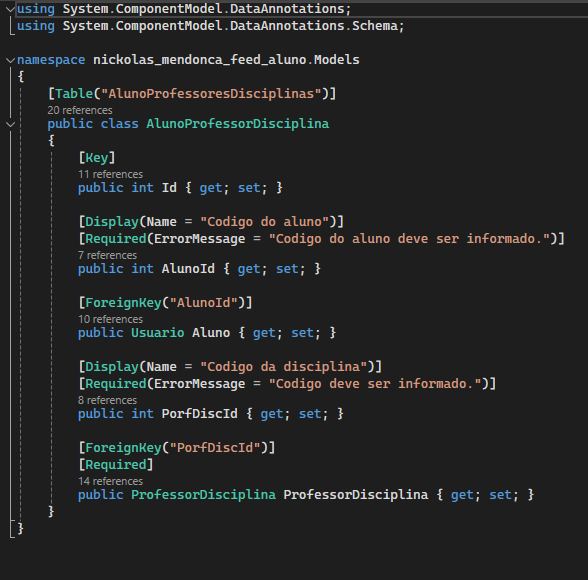 using System.ComponentModel.DataAnnotations;
using System.ComponentModel.DataAnnotations.Schema;
namespace nickolas_mendonca_feed_aluno.Models
{
[Table("AlunoProfessoresDisciplinas")]
20 references
public class AlunoProfessorDisciplina
{
[Key]
11 references
public int Id { get; set; }
[Display(Name = "Codigo do aluno")]
[Required(ErrorMessage = "Codigo do aluno deve ser informado.")]
7 references
public int AlunoId { get; set; }
[ForeignKey("AlunoId")]
10 references
public Usuario Aluno { get; set; }
[Display(Name = "Codigo da disciplina")]
[Required(ErrorMessage = "Codigo deve ser informado.")]
8 references
public int PorfDiscId { get; set; }
[ForeignKey("PorfDiscId")]
[Required]
14 references
public ProfessorDisciplina ProfessorDisciplina { get; set; }
}
}